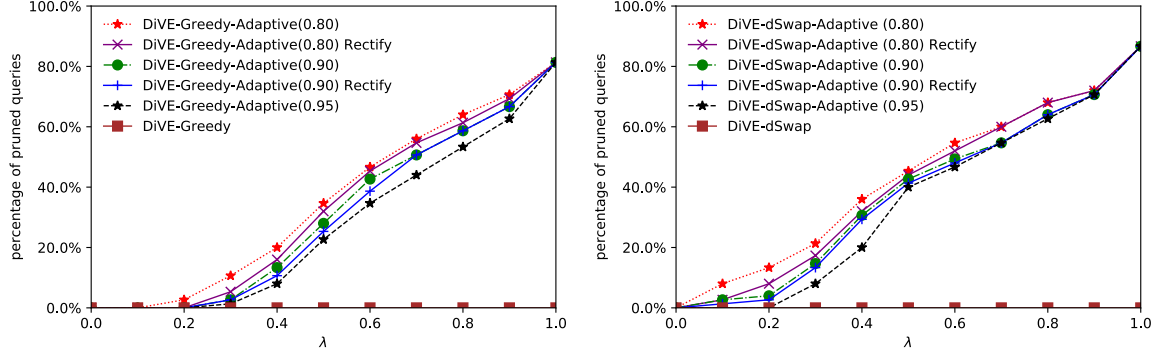 percentage of pruned queries
80.0%
60.0%
40.0%
20.0%
0.0%
DiVE-Greedy-Adaptive(0.80)
DiVE-Greedy-Adaptive(0.80) Rectify
DiVE-Greedy-Adaptive(0.90)
DiVE-Greedy-Adaptive(0.90) Rectify
DiVE-Greedy-Adaptive(0.95)
DiVE-Greedy
100.0%
0.0 0.2 0.4 0.6 0.8 1.0
λ
percentage of pruned queries
100.0%
80.0%
60.0%
40.0%
20.0%
0.0%
DiVE-dSwap-Adaptive (0.80)
DiVE-dSwap-Adaptive (0.80) Rectify
DiVE-dSwap-Adaptive (0.90)
DiVE-dSwap-Adaptive (0.90) Rectify
DiVE-dSwap-Adaptive (0.95)
DiVE-dSwap
0.0 0.2 0.4 0.6 0.8 1.0
λ